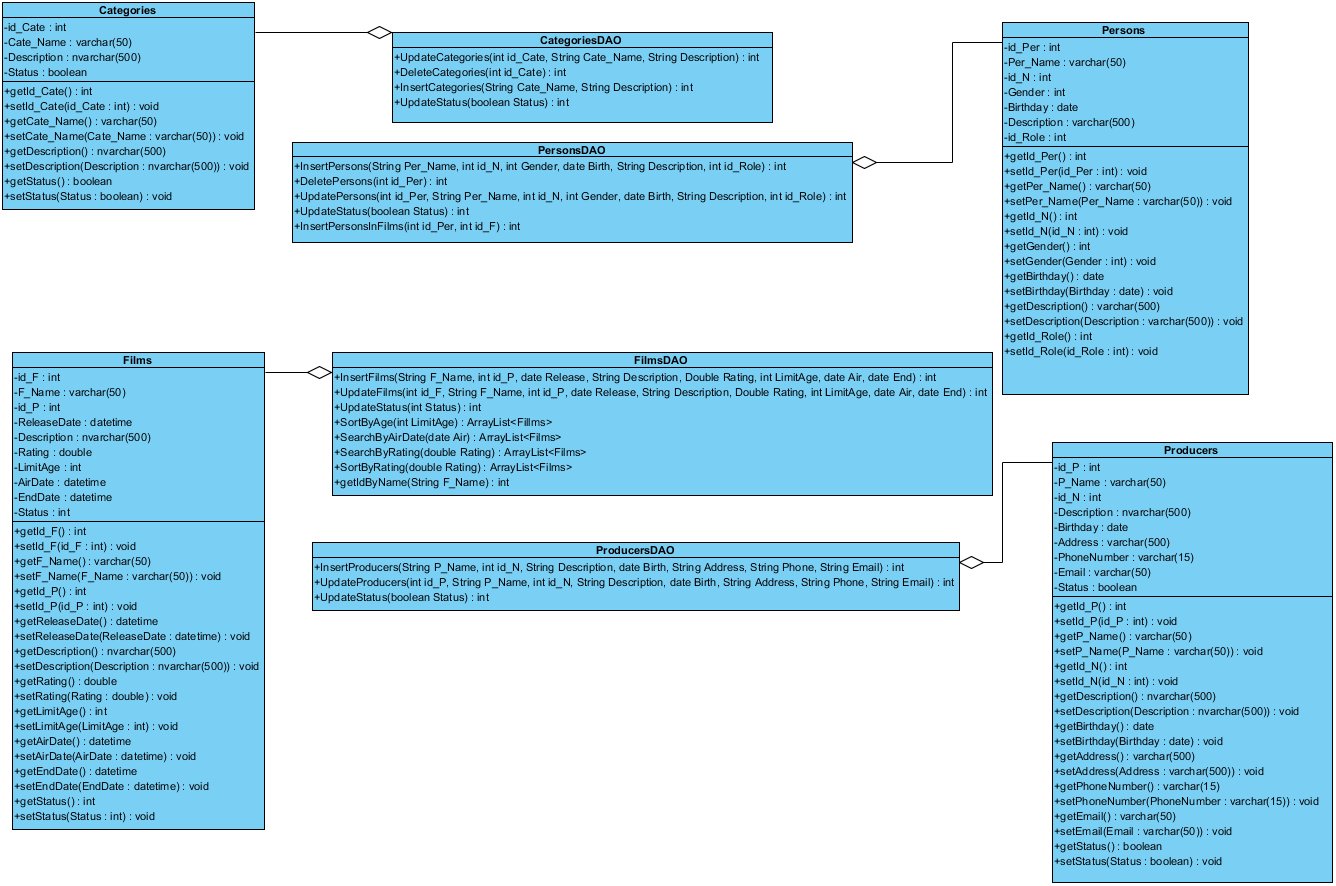 Categories
-id_Cate : int
-Cate_Name : varchar(50)
-Description : nvarchar(500)
-Status : boolean
+getId_Cate() : int
+setId_Cate(id_Cate : int) : void
+getCate_Name() : varchar(50)
+setCate_Name(Cate_Name : varchar(50)) : void
+getDescription() : nvarchar(500)
+setDescription(Description : nvarchar(500)) : void
+getStatus() : boolean
+setStatus(Status : boolean) : void
CategoriesDAO
+UpdateCategories(int id_Cate, String Cate_Name, String Description) : int
+DeleteCategories(int id_Cate) : int
+InsertCategories(String Cate_Name, String Description) : int
+UpdateStatus(boolean Status) : int
PersonsDAO
+InsertPersons(String Per_Name, int id_N, int Gender, date Birth, String Description, int id_Role) : int
+DeletePersons(int id_Per) : int
+UpdatePersons(int id_Per, String Per_Name, int id_N, int Gender, date Birth, String Description, int id_Role) : int
+UpdateStatus(boolean Status) : int
+InsertPersonsInFilms(int id_Per, int id_F) : int
Persons
-id_Per : int
-Per_Name : varchar(50)
-id_N : int
-Gender : int
-Birthday : date
-Description : varchar(500)
-id_Role : int
+getId_Per() : int
+setId_Per(id_Per : int) : void
+getPer_Name() : varchar(50)
+setPer_Name(Per_Name : varchar(50)) : void
+getId_N() : int
+setId_N(id_N : int) : void
+getGender() : int
+setGender(Gender : int) : void
+getBirthday() : date
+setBirthday(Birthday : date) : void
+getDescription() : varchar(500)
+setDescription(Description : varchar(500)) : void
+getId_Role() : int
+setId_Role(id_Role : int) : void
Films
-id_F : int
-F_Name : varchar(50)
-id_P : int
-ReleaseDate : datetime
-Description : nvarchar(500)
-Rating : double
-LimitAge : int
-AirDate : datetime
-EndDate : datetime
-Status : int
+getId_F() : int
+setId_F(id_F : int) : void
+getF_Name() : varchar(50)
+setF_Name(F_Name : varchar(50)) : void
+getId_P() : int
+setId_P(id_P : int) : void
+getReleaseDate() : datetime
+setReleaseDate(ReleaseDate : datetime) : void
+getDescription() : nvarchar(500)
+setDescription(Description : nvarchar(500)) : void
+getRating() : double
+setRating(Rating : double) : void
+getLimitAge() : int
+setLimitAge(LimitAge : int) : void
+getAirDate() : datetime
+setAirDate(AirDate : datetime) : void
+getEndDate() : datetime
+setEndDate(EndDate : datetime) : void
+getStatus() : int
+setStatus(Status : int) : void
FilmsDAO
+InsertFilms(String F_Name, int id_P, date Release, String Description, Double Rating, int LimitAge, date Air, date End) : int
+UpdateFilms(int id_F, String F_Name, int id_P, date Release, String Description, Double Rating, int LimitAge, date Air, date End) : int
+UpdateStatus(int Status) : int
+SortByAge(int LimitAge) : ArrayList<Fillms>
+SearchByAirDate(date Air) : ArrayList<Films>
+SearchByRating(double Rating) : ArrayList<Films>
+SortByRating(double Rating) : ArrayList<Films>
+getIdByName(String F_Name) : int
ProducersDAO
+InsertProducers(String P_Name, int id_N, String Description, date Birth, String Address, String Phone, String Email) : int
+UpdateProducers(int id_P, String P_Name, int id_N, String Description, date Birth, String Address, String Phone, String Email) : int
+UpdateStatus(boolean Status) : int
Producers
-id_P : int
-P_Name : varchar(50)
-id_N : int
-Description : nvarchar(500)
-Birthday : date
-Address : varchar(500)
-PhoneNumber : varchar(15)
-Email : varchar(50)
-Status : boolean
+getId_P() : int
+setId_P(id_P : int) : void
+getP_Name() : varchar(50)
+setP_Name(P_Name : varchar(50)) : void
+getId_N() : int
+setId_N(id_N : int) : void
+getDescription() : nvarchar(500)
+setDescription(Description : nvarchar(500)) : void
+getBirthday() : date
+setBirthday(Birthday : date) : void
+getAddress() : varchar(500)
+setAddress(Address : varchar(500)) : void
+getPhoneNumber() : varchar(15)
+setPhoneNumber(PhoneNumber : varchar(15)) : void
+getEmail() : varchar(50)
+setEmail(Email : varchar(50)) : void
+getStatus() : boolean
+setStatus(Status : boolean) : void